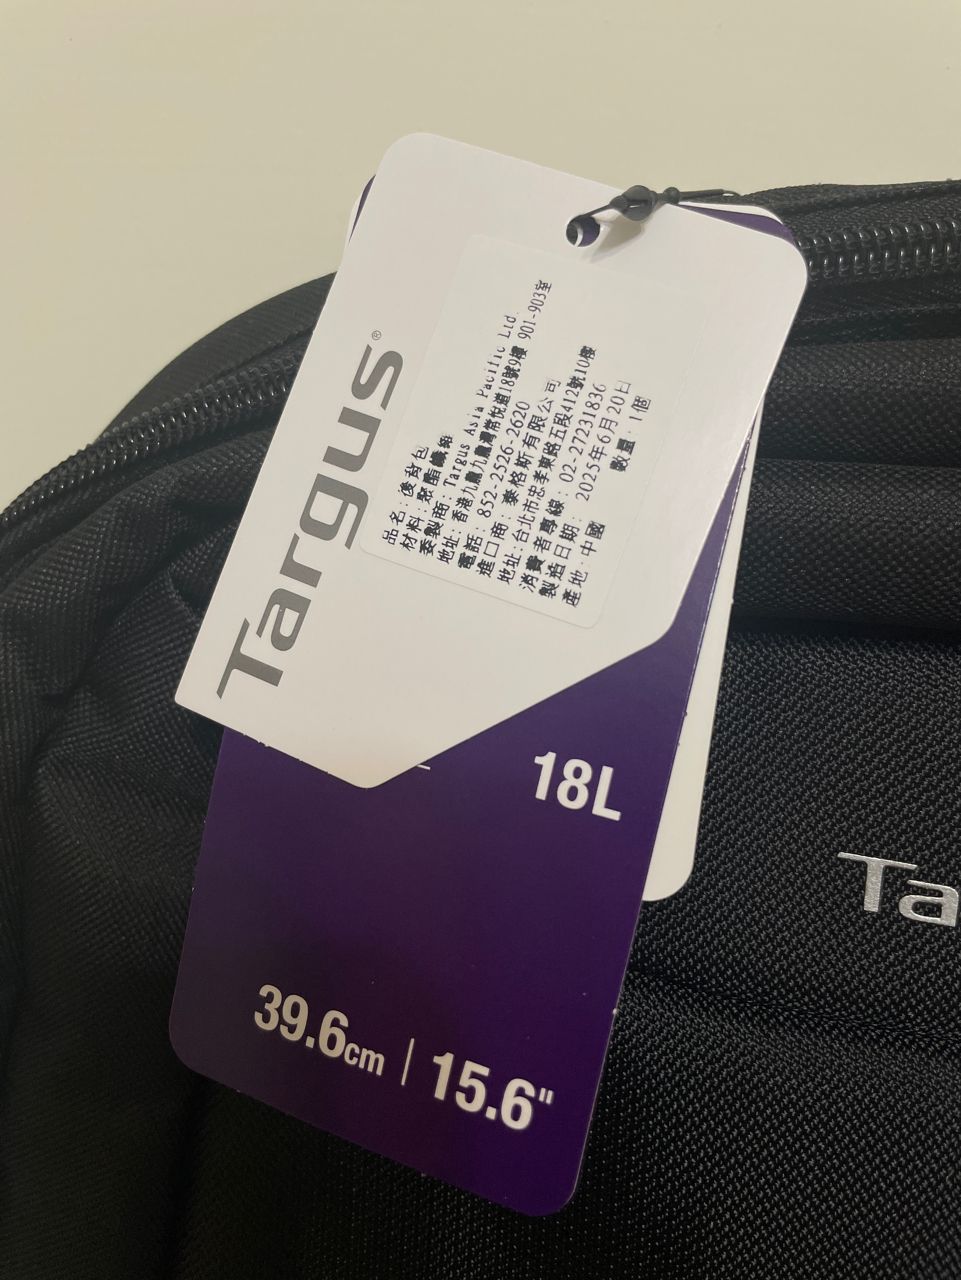 Targus®
品名：後背包
材料：聚酯纖維
委製商：Targus Asia Pacific Ltd.
地址：香港九龍九龍灣常悅道18號9樓 901-903室
電話：852-2526-2620
進口商：泰格斯有限公司
地址：台北市忠孝東路五段412號10樓
消費者專線：02-27231836
製造日期：2025年6月20日
產地：中國 數量：1個
18L
39.6cm | 15.6"
Ta